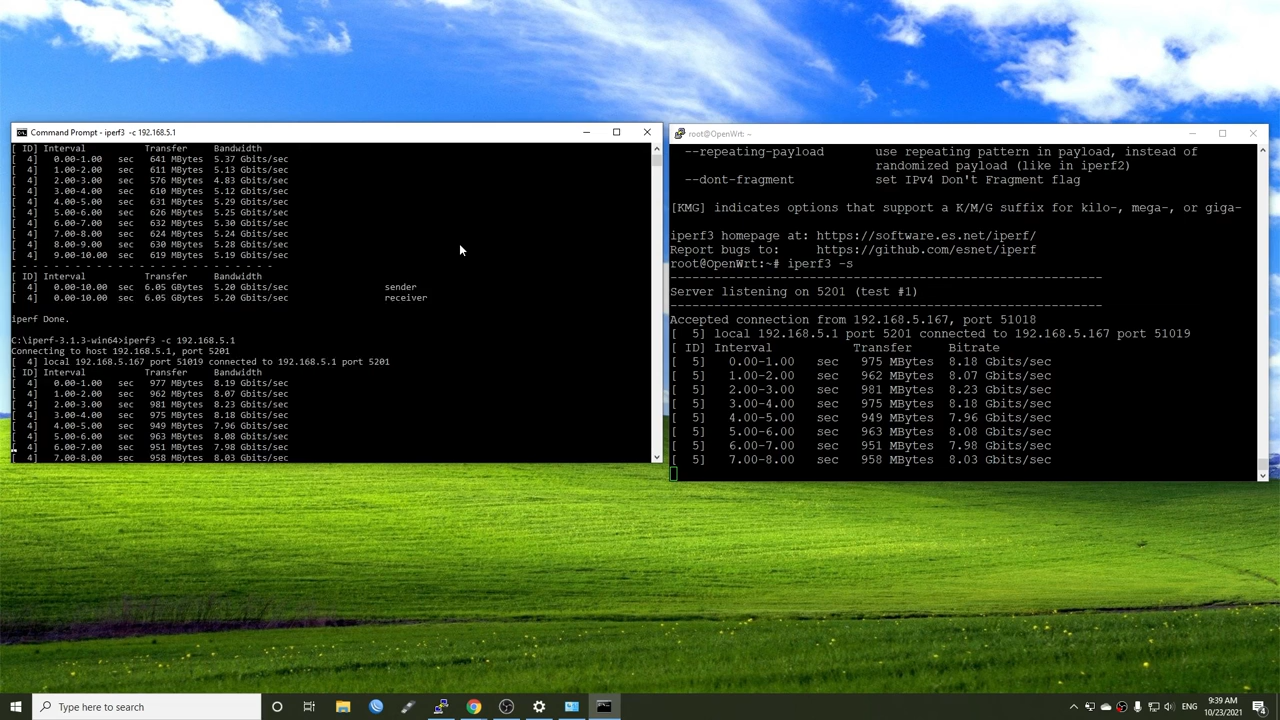 Command Prompt - iperf3 -c 192.168.5.1
[ ID] Interval Transfer Bandwidth
[ 4] 0.00-1.00 sec 641 MBytes 5.37 Gbits/sec
[ 4] 1.00-2.00 sec 611 MBytes 5.13 Gbits/sec
[ 4] 2.00-3.00 sec 576 MBytes 4.83 Gbits/sec
[ 4] 3.00-4.00 sec 610 MBytes 5.12 Gbits/sec
[ 4] 4.00-5.00 sec 631 MBytes 5.29 Gbits/sec
[ 4] 5.00-6.00 sec 626 MBytes 5.25 Gbits/sec
[ 4] 6.00-7.00 sec 632 MBytes 5.30 Gbits/sec
[ 4] 7.00-8.00 sec 624 MBytes 5.24 Gbits/sec
[ 4] 8.00-9.00 sec 630 MBytes 5.28 Gbits/sec
[ 4] 9.00-10.00 sec 619 MBytes 5.19 Gbits/sec
- - - - - - - - - - - - - - - - - - - - - - - - -
[ ID] Interval Transfer Bandwidth
[ 4] 0.00-10.00 sec 6.05 GBytes 5.20 Gbits/sec sender
[ 4] 0.00-10.00 sec 6.05 GBytes 5.20 Gbits/sec receiver
iperf Done.
C:\iperf-3.1.3-win64>iperf3 -c 192.168.5.1
Connecting to host 192.168.5.1, port 5201
[ 4] local 192.168.5.167 port 51019 connected to 192.168.5.1 port 5201
[ ID] Interval Transfer Bandwidth
[ 4] 0.00-1.00 sec 977 MBytes 8.19 Gbits/sec
[ 4] 1.00-2.00 sec 962 MBytes 8.07 Gbits/sec
[ 4] 2.00-3.00 sec 981 MBytes 8.23 Gbits/sec
[ 4] 3.00-4.00 sec 975 MBytes 8.18 Gbits/sec
[ 4] 4.00-5.00 sec 949 MBytes 7.96 Gbits/sec
[ 4] 5.00-6.00 sec 963 MBytes 8.08 Gbits/sec
[ 4] 6.00-7.00 sec 951 MBytes 7.98 Gbits/sec
[ 4] 7.00-8.00 sec 958 MBytes 8.03 Gbits/sec
root@OpenWrt: ~
--repeating-payload use repeating pattern in payload, instead of
randomized payload (like in iperf2)
--dont-fragment set IPv4 Don't Fragment flag
[KMG] indicates options that support a K/M/G suffix for kilo-, mega-, or giga-
iperf3 homepage at: https://software.es.net/iperf/
Report bugs to: https://github.com/esnet/iperf
root@OpenWrt:~# iperf3 -s
-----------------------------------------------------------
Server listening on 5201 (test #1)
-----------------------------------------------------------
Accepted connection from 192.168.5.167, port 51018
[ 5] local 192.168.5.1 port 5201 connected to 192.168.5.167 port 51019
[ ID] Interval Transfer Bitrate
[ 5] 0.00-1.00 sec 975 MBytes 8.18 Gbits/sec
[ 5] 1.00-2.00 sec 962 MBytes 8.07 Gbits/sec
[ 5] 2.00-3.00 sec 981 MBytes 8.23 Gbits/sec
[ 5] 3.00-4.00 sec 975 MBytes 8.18 Gbits/sec
[ 5] 4.00-5.00 sec 949 MBytes 7.96 Gbits/sec
[ 5] 5.00-6.00 sec 963 MBytes 8.08 Gbits/sec
[ 5] 6.00-7.00 sec 951 MBytes 7.98 Gbits/sec
[ 5] 7.00-8.00 sec 958 MBytes 8.03 Gbits/sec
Type here to search
ENG
9:39 AM
10/23/2021
4